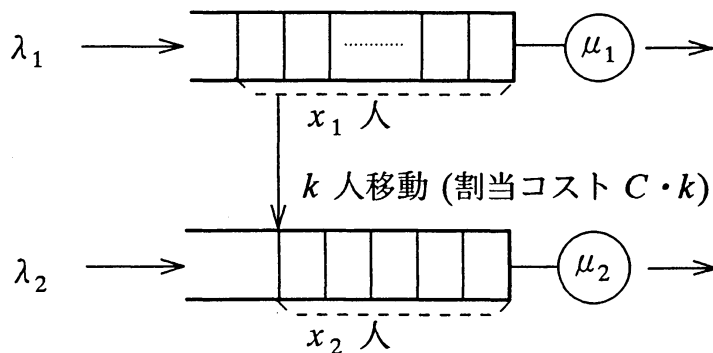 λ₁ μ₁
x₁ 人
k 人移動 (割当コスト C・k)
λ₂ μ₂
x₂ 人